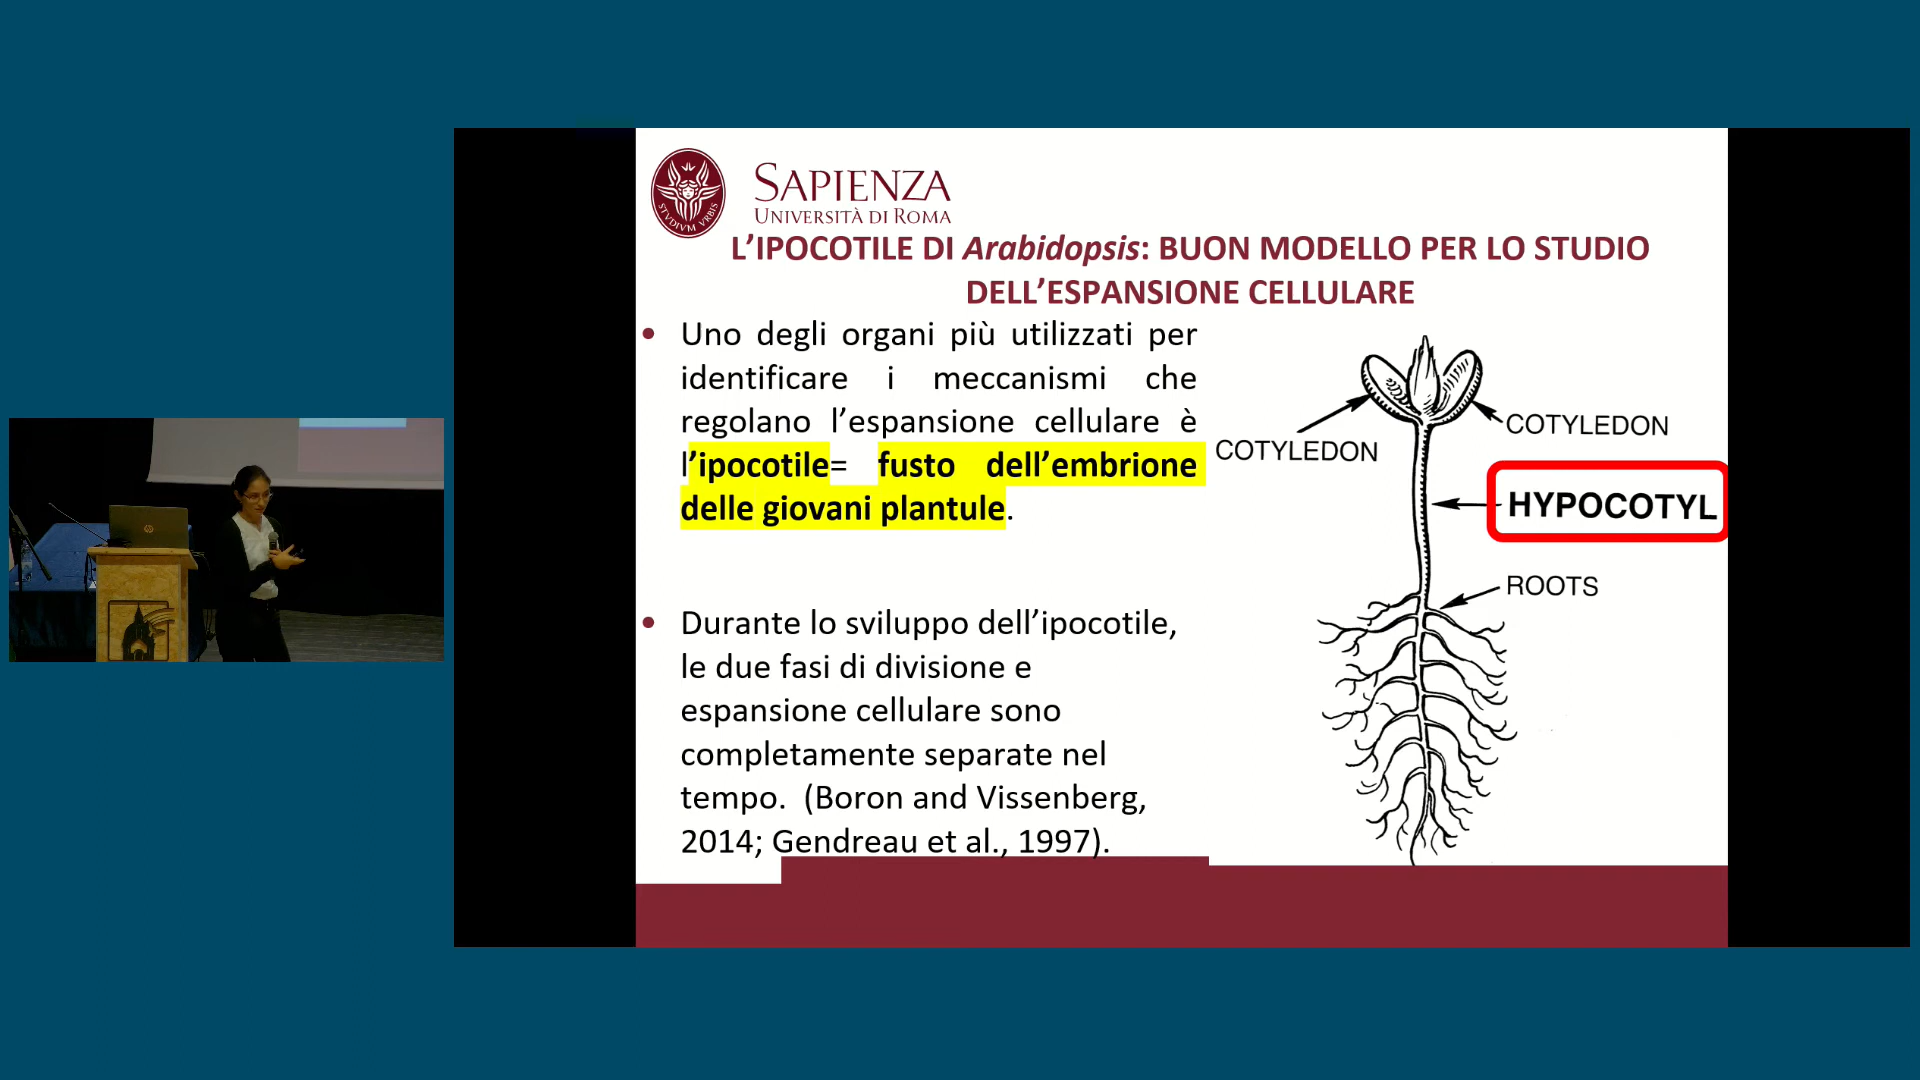 SAPIENZA
UNIVERSITÀ DI ROMA
STVDIVM VRBIS
L’IPOCOTILE DI Arabidopsis: BUON MODELLO PER LO STUDIO
DELL’ESPANSIONE CELLULARE
• Uno degli organi più utilizzati per
identificare i meccanismi che
regolano l’espansione cellulare è
l’ipocotile= fusto dell’embrione
delle giovani plantule.
• Durante lo sviluppo dell’ipocotile,
le due fasi di divisione e
espansione cellulare sono
completamente separate nel
tempo. (Boron and Vissenberg,
2014; Gendreau et al., 1997).
COTYLEDON
COTYLEDON
HYPOCOTYL
ROOTS